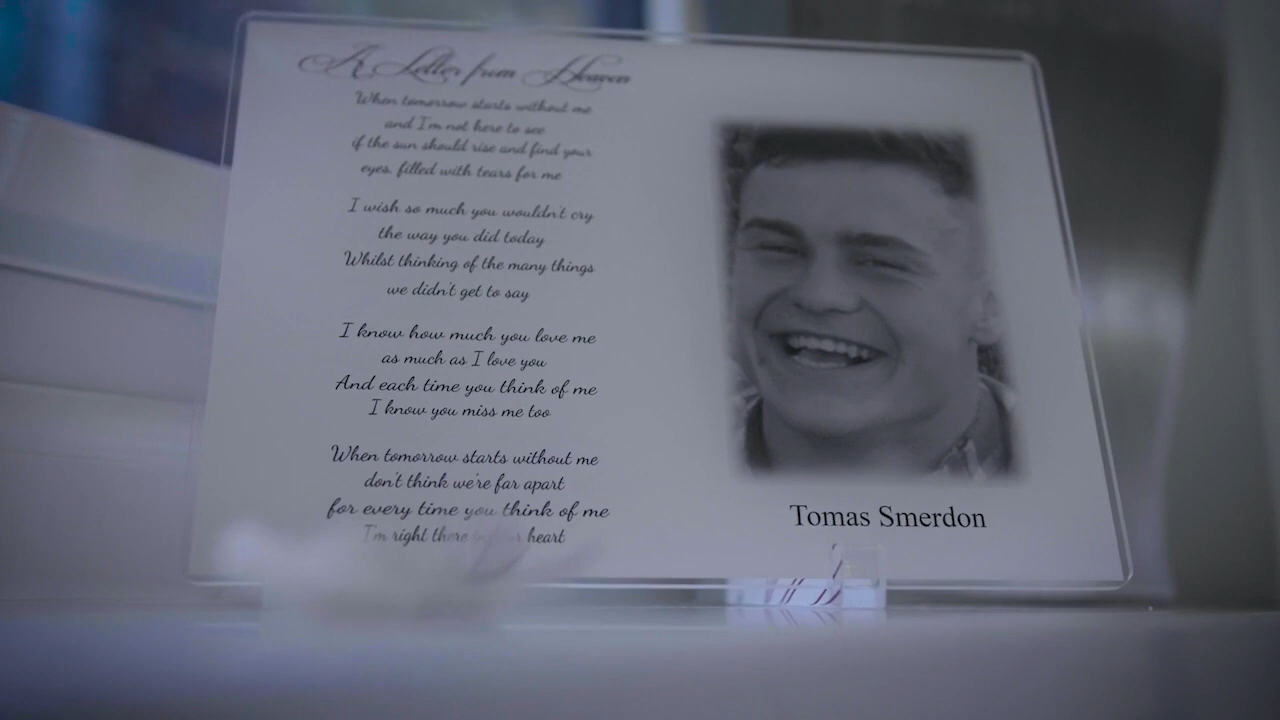 A Letter from Heaven
When tomorrow starts without me
and I'm not here to see
if the sun should rise and find your
eyes, filled with tears for me
I wish so much you wouldn't cry
the way you did today
Whilst thinking of the many things
we didn't get to say
I know how much you love me
as much as I love you
And each time you think of me
I know you miss me too
When tomorrow starts without me
don't think we're far apart
for every time you think of me
I'm right there heart
Tomas Smerdon